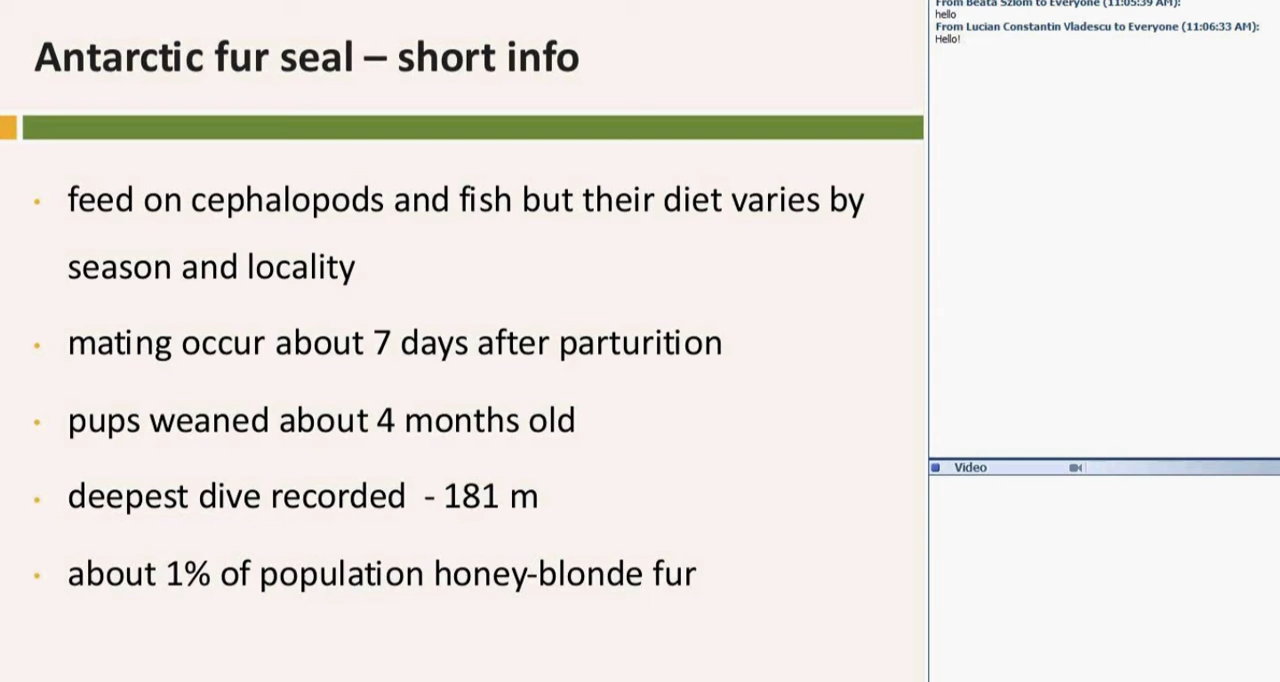 Antarctic fur seal – short info
• feed on cephalopods and fish but their diet varies by
season and locality
• mating occur about 7 days after parturition
• pups weaned about 4 months old
• deepest dive recorded - 181 m
• about 1% of population honey-blonde fur
From Beata Sziom to Everyone (11:05:39 AM):
hello
From Lucian Constantin Vladescu to Everyone (11:06:33 AM):
Hello!
Video